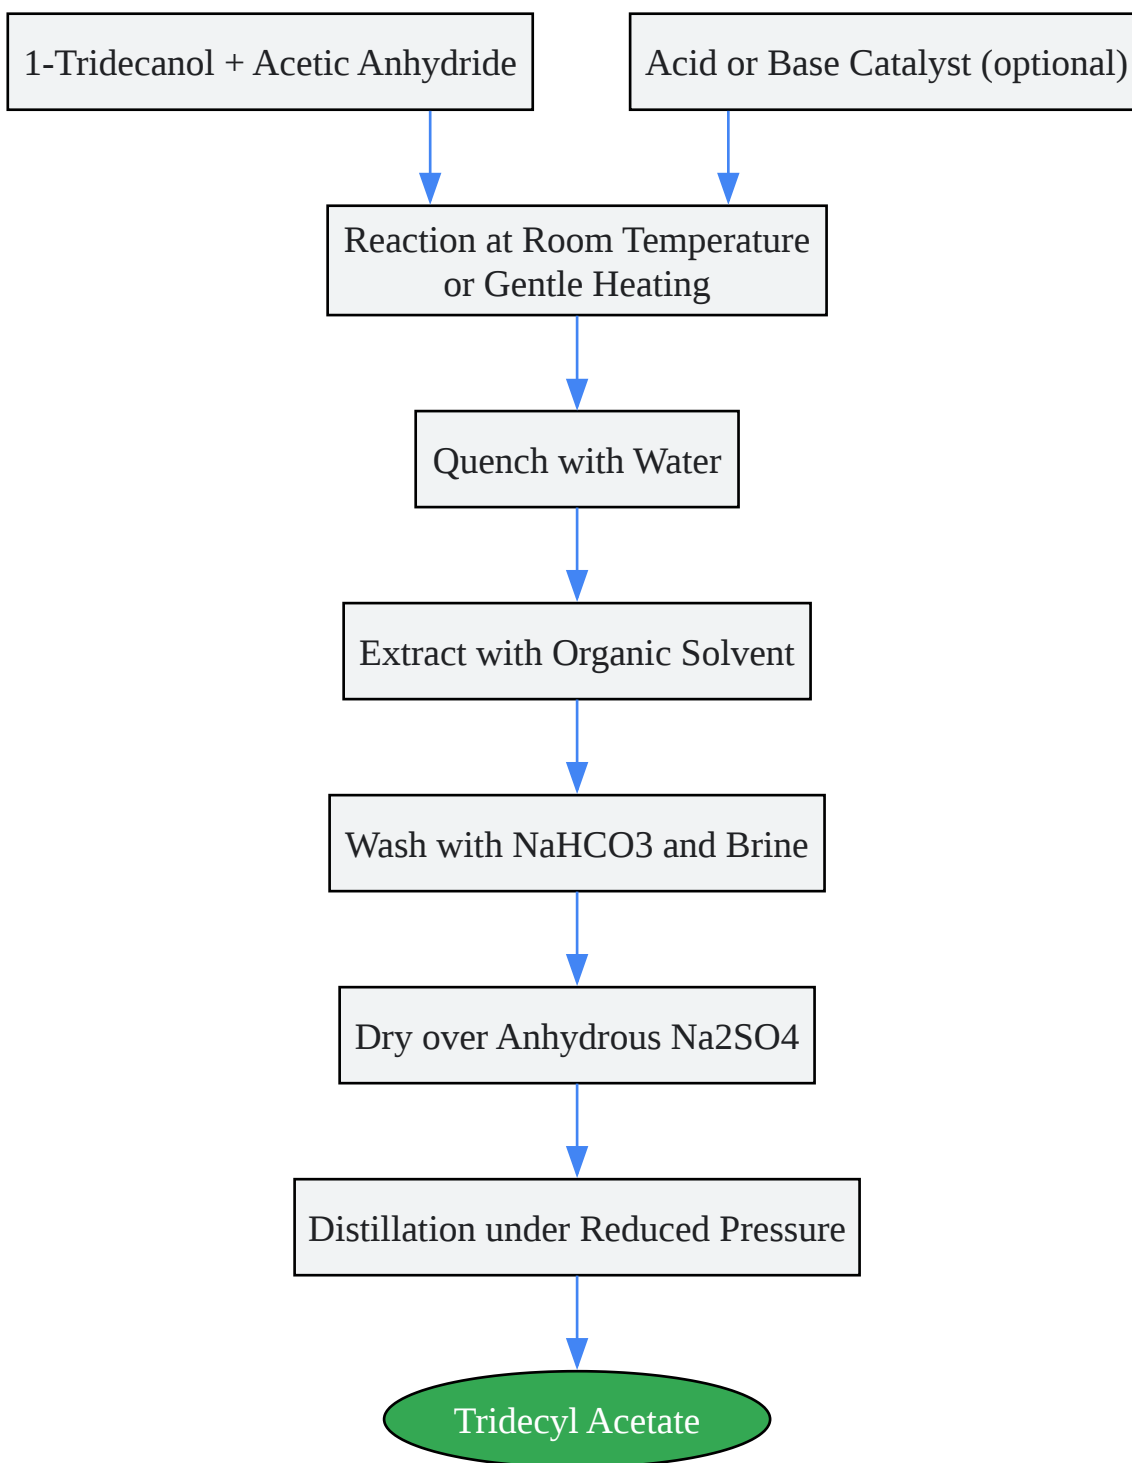 1-Tridecanol + Acetic Anhydride
Acid or Base Catalyst (optional)
Reaction at Room Temperature
or Gentle Heating
Quench with Water
Extract with Organic Solvent
Wash with NaHCO3 and Brine
Dry over Anhydrous Na2SO4
Distillation under Reduced Pressure
Tridecyl Acetate